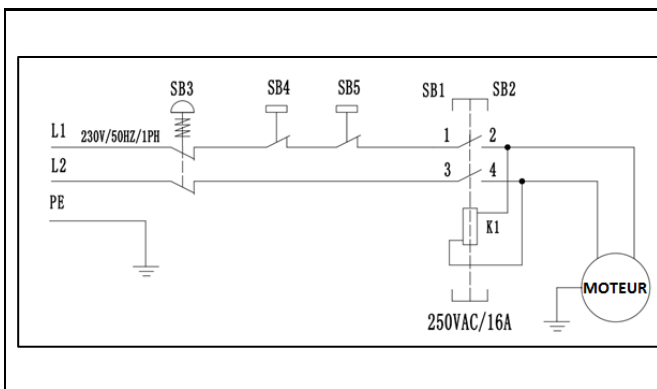 SB3 SB4 SB5 SB1 SB2
L1 230V/50HZ/1PH 1 2
L2 3 4
PE K1
MOTEUR
250VAC/16A